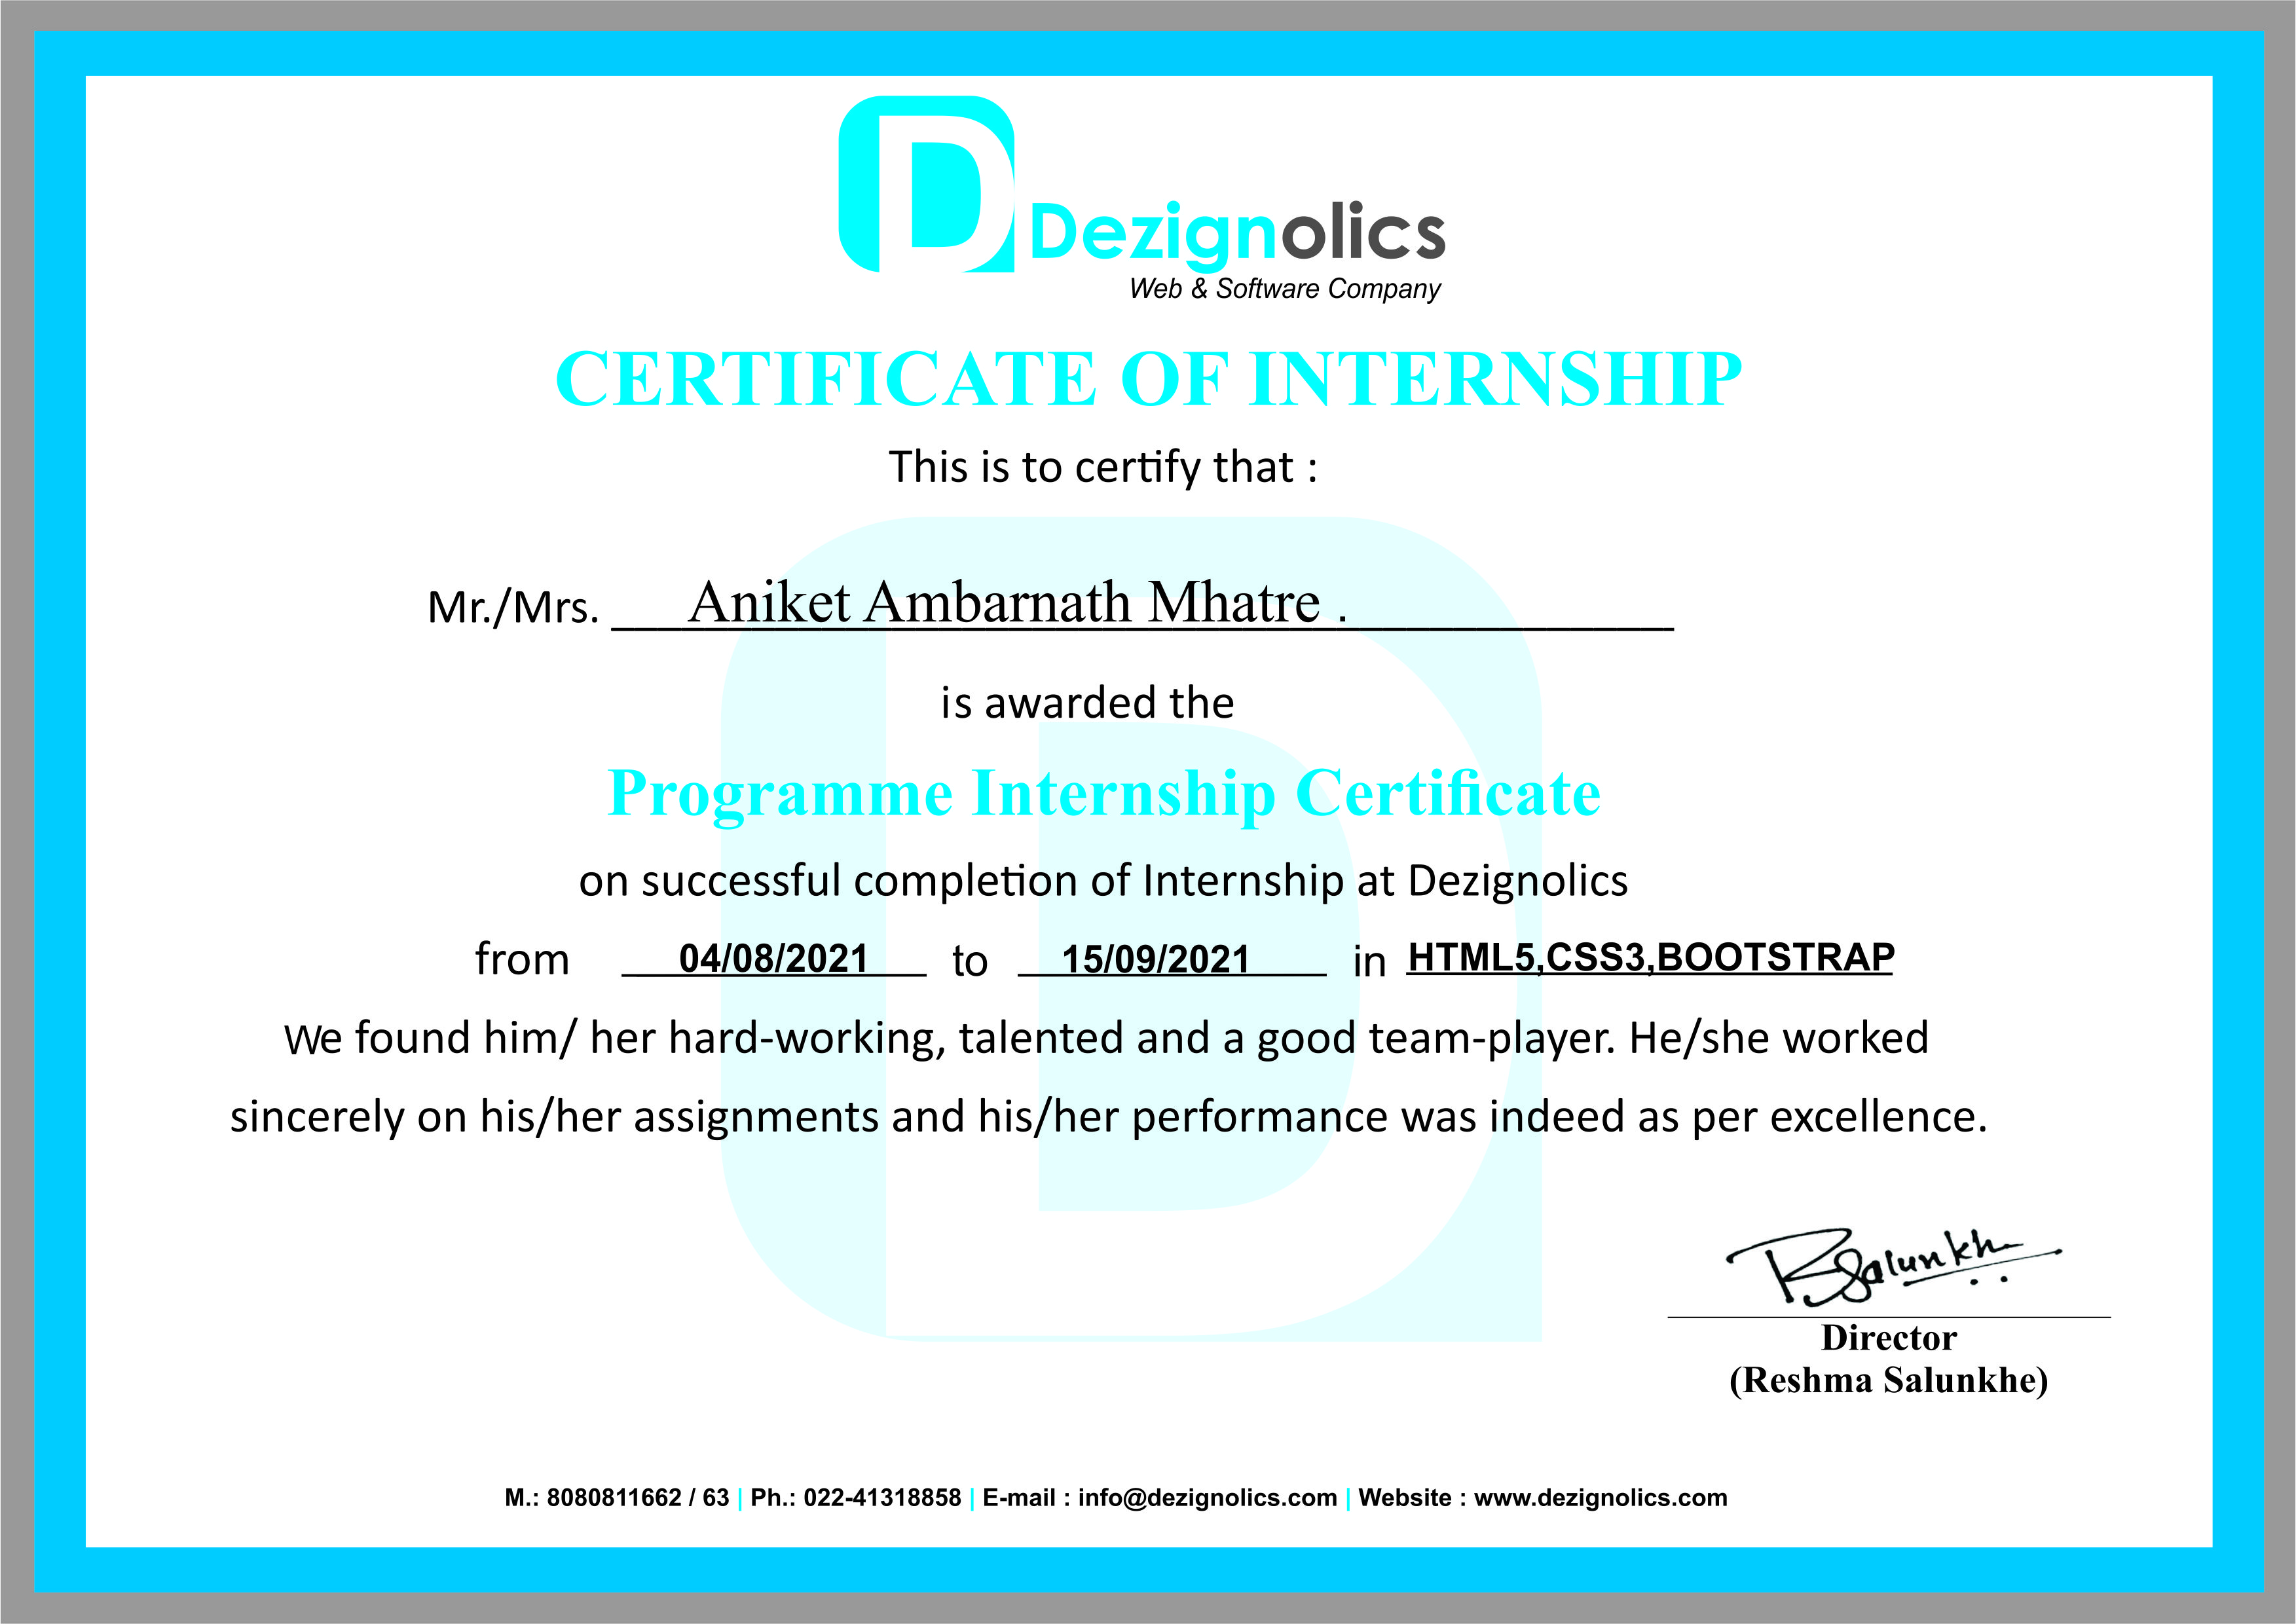 Dezignolics
Web & Software Company
CERTIFICATE OF INTERNSHIP
This is to certify that :
Mr./Mrs. Aniket Ambarnath Mhatre .
is awarded the
Programme Internship Certificate
on successful completion of Internship at Dezignolics
from 04/08/2021 to 15/09/2021 in HTML5,CSS3,BOOTSTRAP
We found him/ her hard-working, talented and a good team-player. He/she worked
sincerely on his/her assignments and his/her performance was indeed as per excellence.
RSalunkh
Director
(Reshma Salunkhe)
M.: 8080811662 / 63 | Ph.: 022-41318858 | E-mail : info@dezignolics.com | Website : www.dezignolics.com